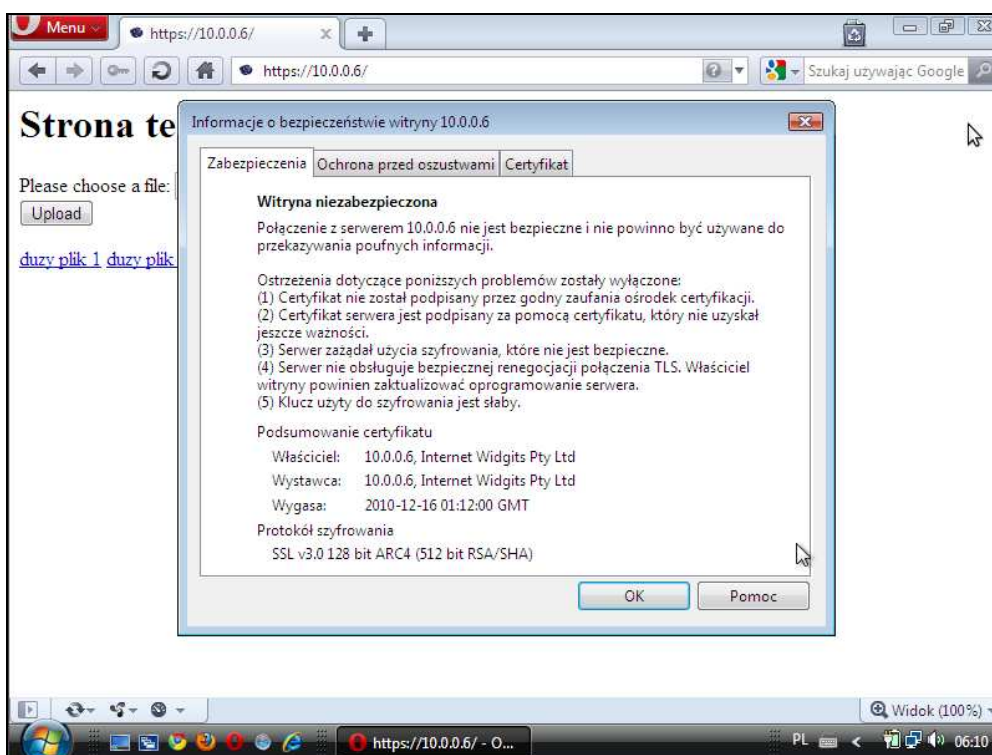 Menu
https://10.0.0.6/
https://10.0.0.6/
Szukaj używając Google
Strona te
Please choose a file:
Upload
duzy plik 1 duzy plik
Informacje o bezpieczeństwie witryny 10.0.0.6
Zabezpieczenia Ochrona przed oszustwami Certyfikat
Witryna niezabezpieczona
Połączenie z serwerem 10.0.0.6 nie jest bezpieczne i nie powinno być używane do
przekazywania poufnych informacji.
Ostrzeżenia dotyczące poniższych problemów zostały wyłączone:
(1) Certyfikat nie został podpisany przez godny zaufania ośrodek certyfikacji.
(2) Certyfikat serwera jest podpisany za pomocą certyfikatu, który nie uzyskał
jeszcze ważności.
(3) Serwer zażądał użycia szyfrowania, które nie jest bezpieczne.
(4) Serwer nie obsługuje bezpiecznej renegocjacji połączenia TLS. Właściciel
witryny powinien zaktualizować oprogramowanie serwera.
(5) Klucz użyty do szyfrowania jest słaby.
Podsumowanie certyfikatu
Właściciel: 10.0.0.6, Internet Widgits Pty Ltd
Wystawca: 10.0.0.6, Internet Widgits Pty Ltd
Wygasa: 2010-12-16 01:12:00 GMT
Protokół szyfrowania
SSL v3.0 128 bit ARC4 (512 bit RSA/SHA)
OK Pomoc
Widok (100%)
https://10.0.0.6/ - O...
PL
06:10